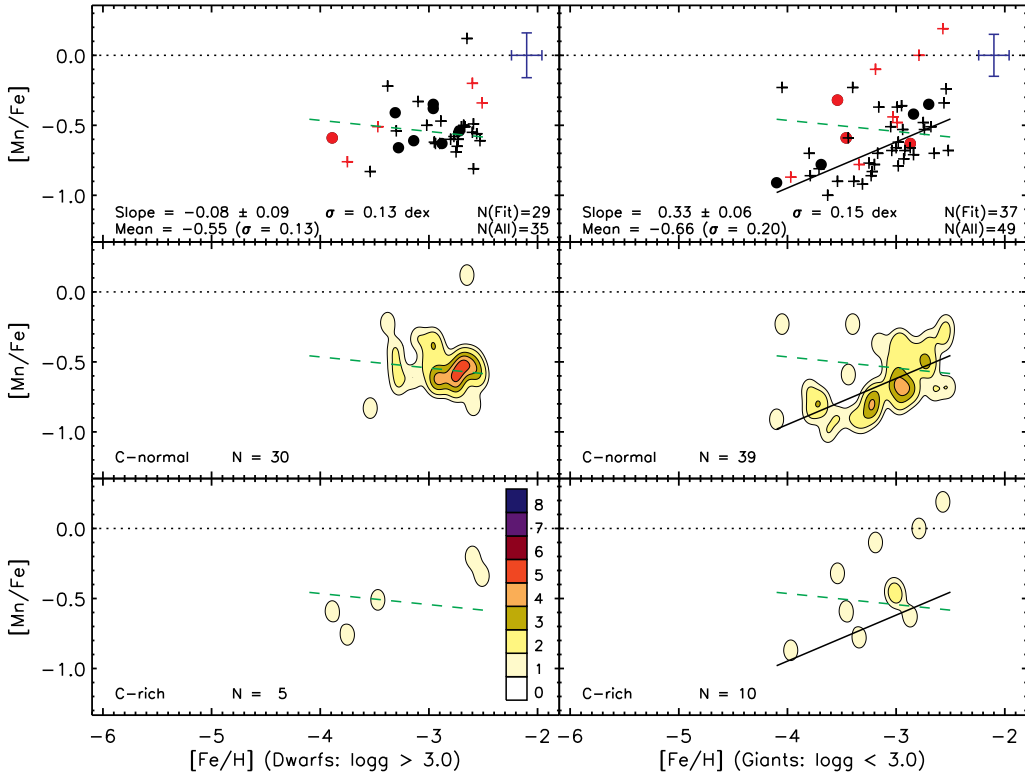 0.0
−0.5
−1.0
[Mn/Fe]
Slope = −0.08 ± 0.09 σ = 0.13 dex N(Fit)=29
Mean = −0.55 (σ = 0.13) N(All)=35
Slope = 0.33 ± 0.06 σ = 0.15 dex N(Fit)=37
Mean = −0.66 (σ = 0.20) N(All)=49
0.0
−0.5
−1.0
[Mn/Fe]
C−normal N = 30
C−normal N = 39
0.0
−0.5
−1.0
[Mn/Fe]
8
7
6
5
4
3
2
1
0
C−rich N = 5
C−rich N = 10
−6 −5 −4 −3 −2
−6 −5 −4 −3 −2
[Fe/H] (Dwarfs: logg > 3.0)
[Fe/H] (Giants: logg < 3.0)